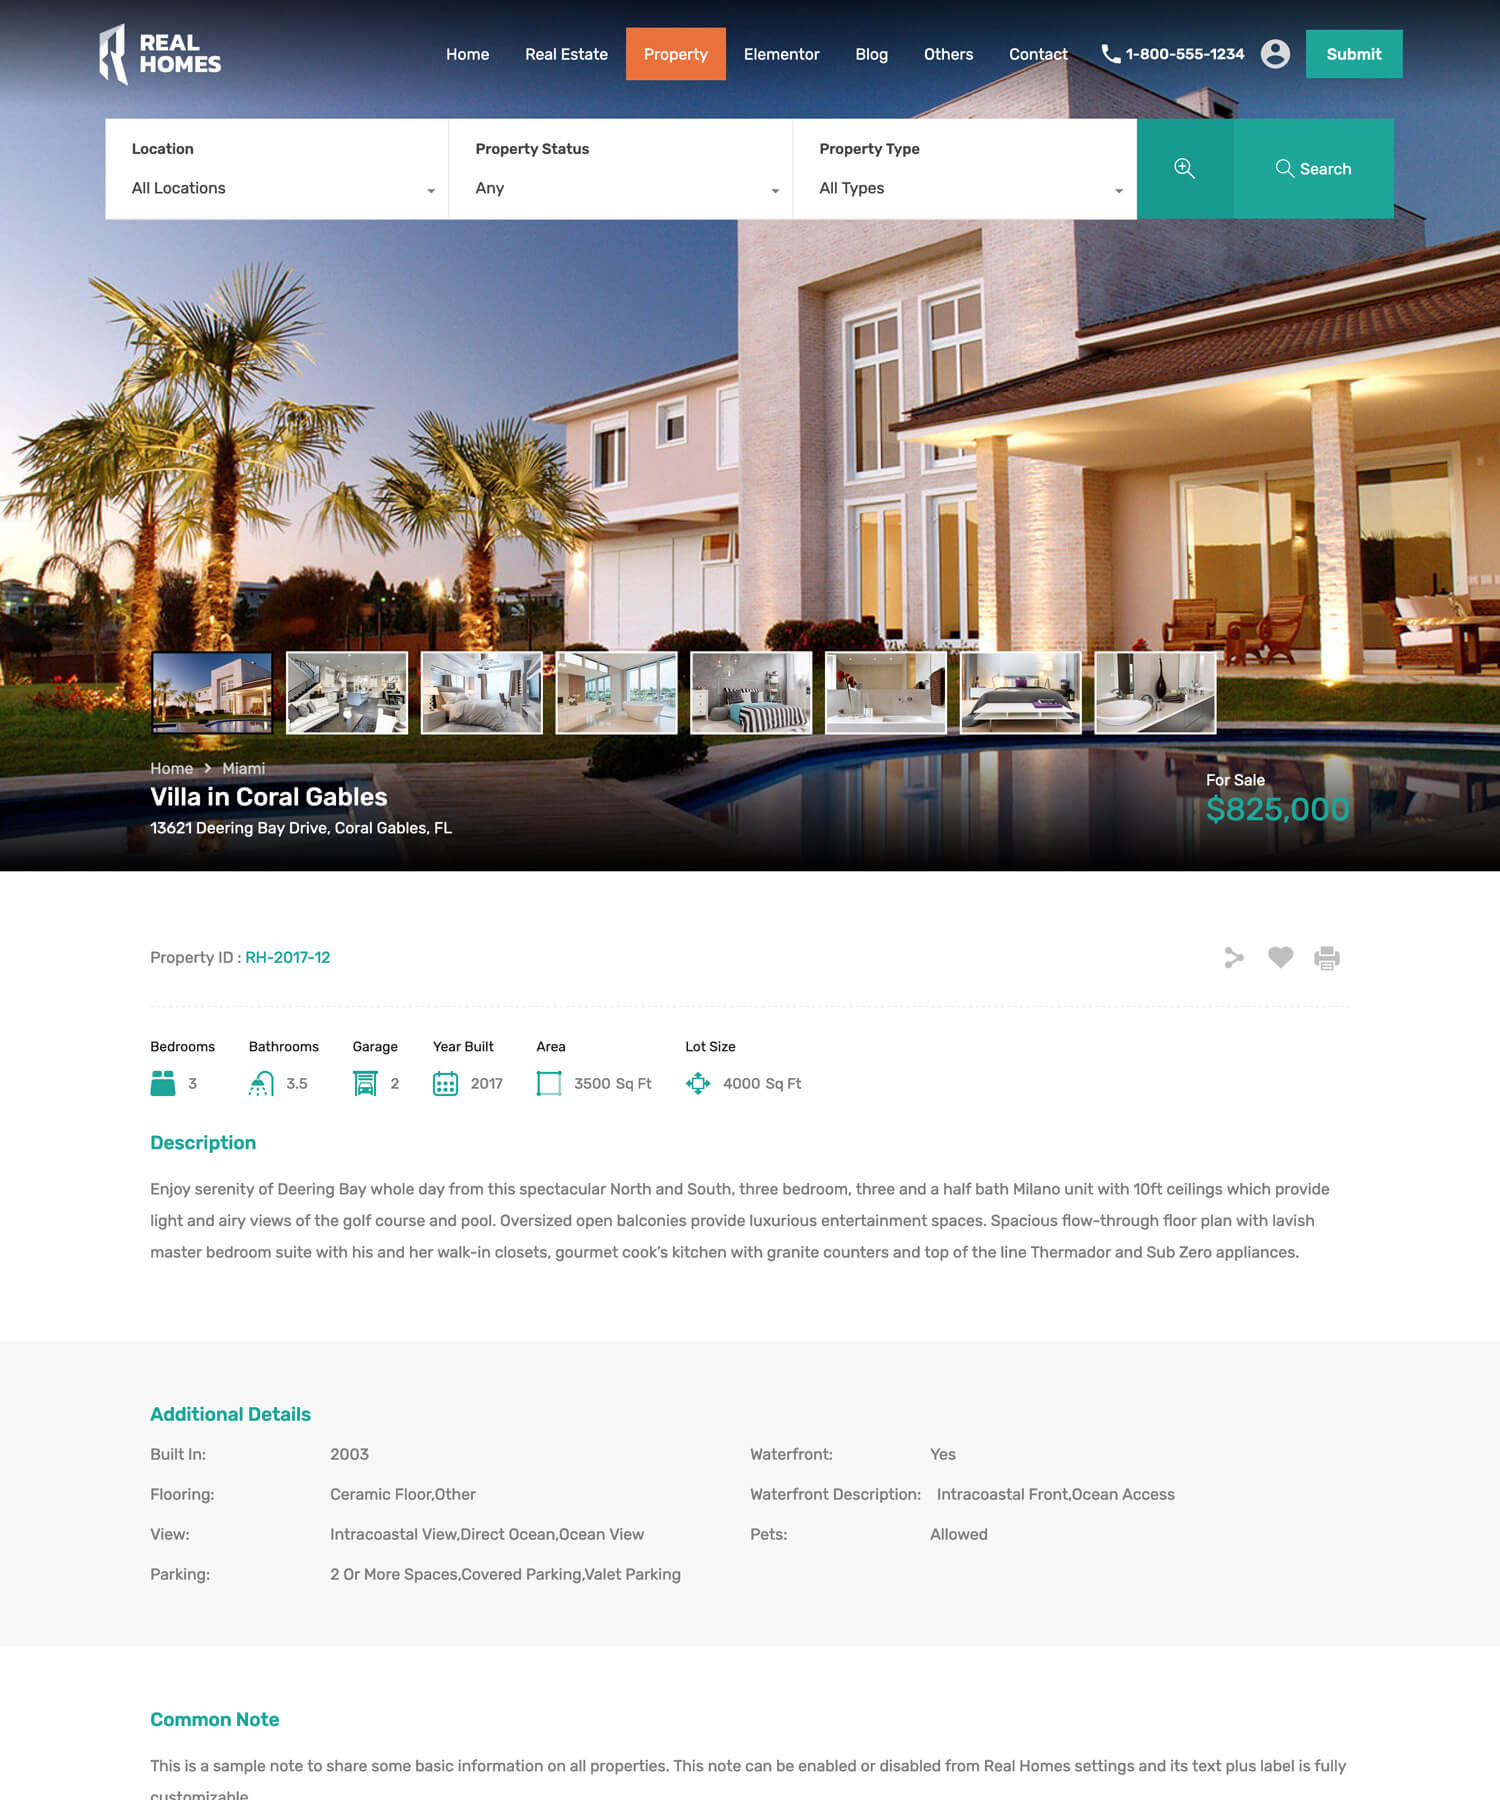 REAL
HOMES
Home Real Estate Property Elementor Blog Others Contact 1-800-555-1234 Submit
Location Property Status Property Type
All Locations Any All Types Search
Home Miami
Villa in Coral Gables
13621 Deering Bay Drive, Coral Gables, FL
For Sale
$825,000
Property ID : RH-2017-12
Bedrooms Bathrooms Garage Year Built Area Lot Size
3 3.5 2 2017 3500 Sq Ft 4000 Sq Ft
Description
Enjoy serenity of Deering Bay whole day from this spectacular North and South, three bedroom, three and a half bath Milano unit with 10ft ceilings which provide
light and airy views of the golf course and pool. Oversized open balconies provide luxurious entertainment spaces. Spacious flow-through floor plan with lavish
master bedroom suite with his and her walk-in closets, gourmet cook’s kitchen with granite counters and top of the line Thermador and Sub Zero appliances.
Additional Details
Built In: 2003 Waterfront: Yes
Flooring: Ceramic Floor,Other Waterfront Description: Intracoastal Front,Ocean Access
View: Intracoastal View,Direct Ocean,Ocean View Pets: Allowed
Parking: 2 Or More Spaces,Covered Parking,Valet Parking
Common Note
This is a sample note to share some basic information on all properties. This note can be enabled or disabled from Real Homes settings and its text plus label is fully
customizable